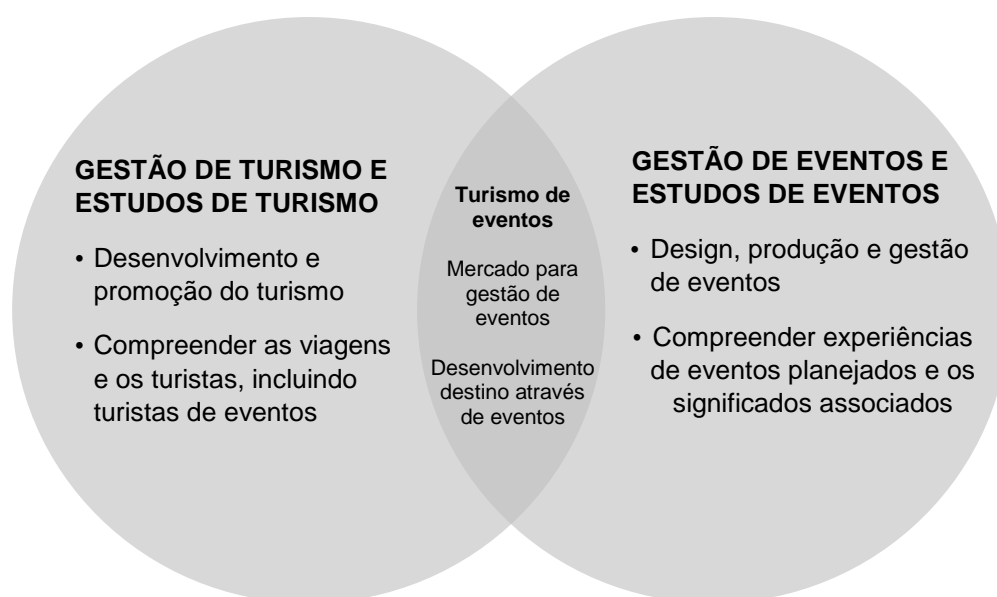 GESTÃO DE TURISMO E
ESTUDOS DE TURISMO
• Desenvolvimento e
promoção do turismo
• Compreender as viagens
e os turistas, incluindo
turistas de eventos
Turismo de
eventos
Mercado para
gestão de
eventos
Desenvolvimento
destino através
de eventos
GESTÃO DE EVENTOS E
ESTUDOS DE EVENTOS
• Design, produção e gestão
de eventos
• Compreender experiências
de eventos planejados e os
significados associados